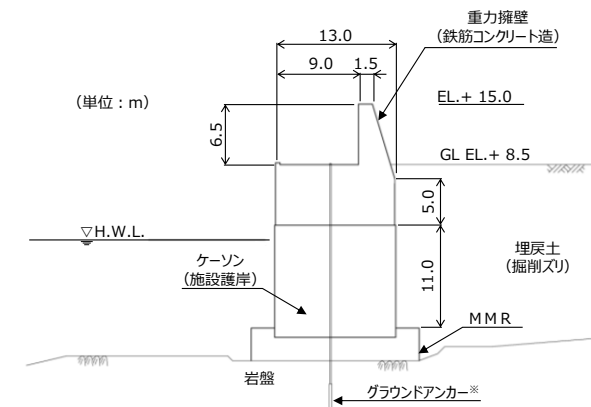 重力擁壁
（鉄筋コンクリート造）
13.0
9.0 1.5
（単位：m）
EL.+ 15.0
6.5
GL EL.+ 8.5
5.0
▽H.W.L.
埋戻土
（掘削ズリ）
ケーソン
（施設護岸）
11.0
ＭＭＲ
岩盤
グラウンドアンカー※